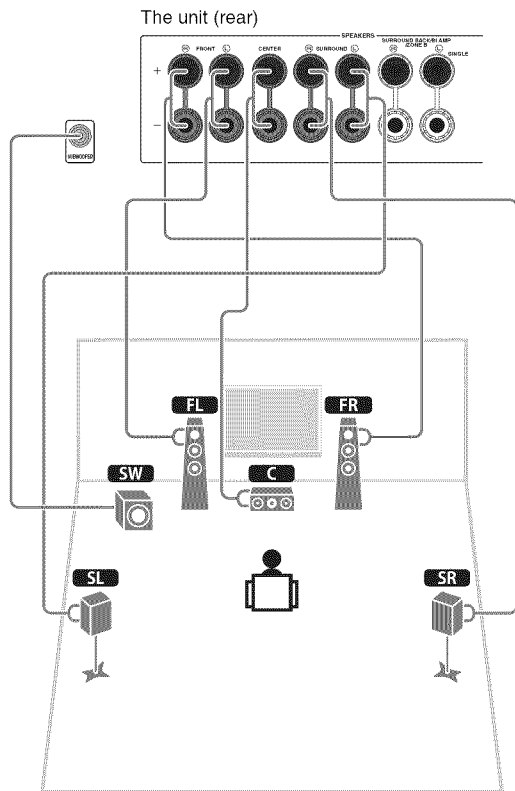 The unit (rear)
SPEAKERS
SURROUND BACK/BI-AMP
/ZONE B
R FRONT L
CENTER
R SURROUND L
R
L
SINGLE
+
−
SUBWOOFER
FL
FR
SW
C
SL
SR